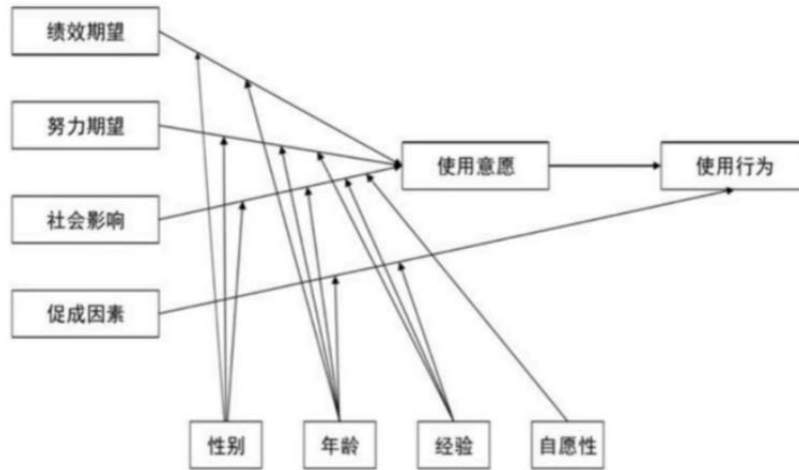 绩效期望
努力期望
使用意愿
使用行为
社会影响
促成因素
性别
年龄
经验
自愿性